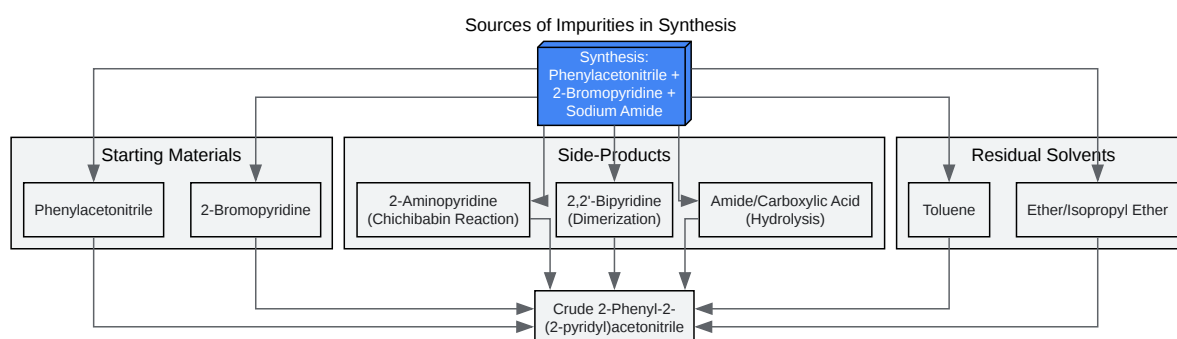 Sources of Impurities in Synthesis
Synthesis:
Phenylacetonitrile +
2-Bromopyridine +
Sodium Amide
Starting Materials
Side-Products
Residual Solvents
Phenylacetonitrile
2-Bromopyridine
2-Aminopyridine
(Chichibabin Reaction)
2,2'-Bipyridine
(Dimerization)
Amide/Carboxylic Acid
(Hydrolysis)
Toluene
Ether/Isopropyl Ether
Crude 2-Phenyl-2-
(2-pyridyl)acetonitrile